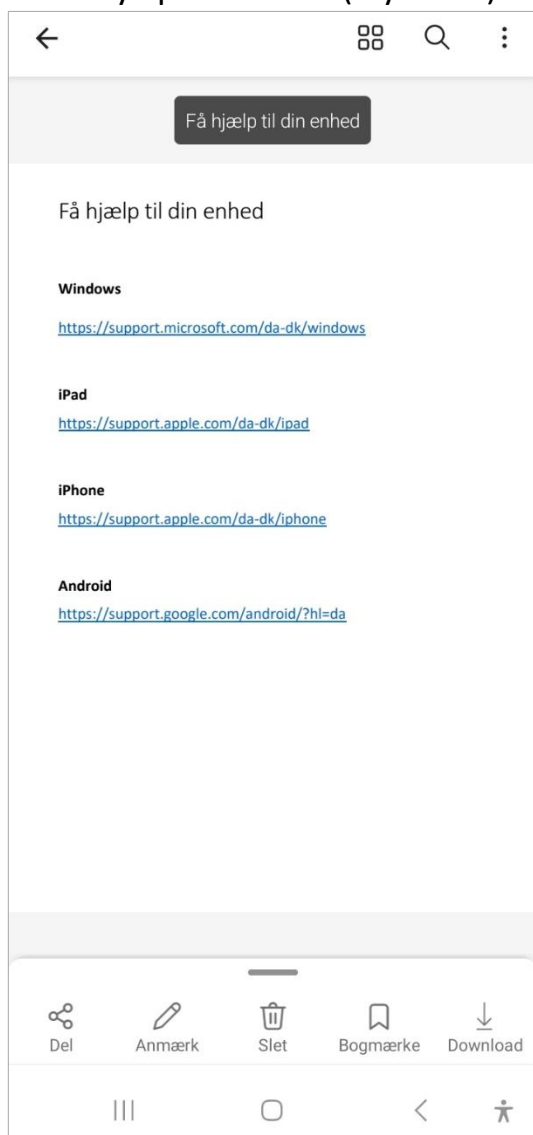 Få hjælp til din enhed
Få hjælp til din enhed
Windows
https://support.microsoft.com/da-dk/windows
iPad
https://support.apple.com/da-dk/ipad
iPhone
https://support.apple.com/da-dk/iphone
Android
https://support.google.com/android/?hl=da
Del Anmærk Slet Bogmærke Download